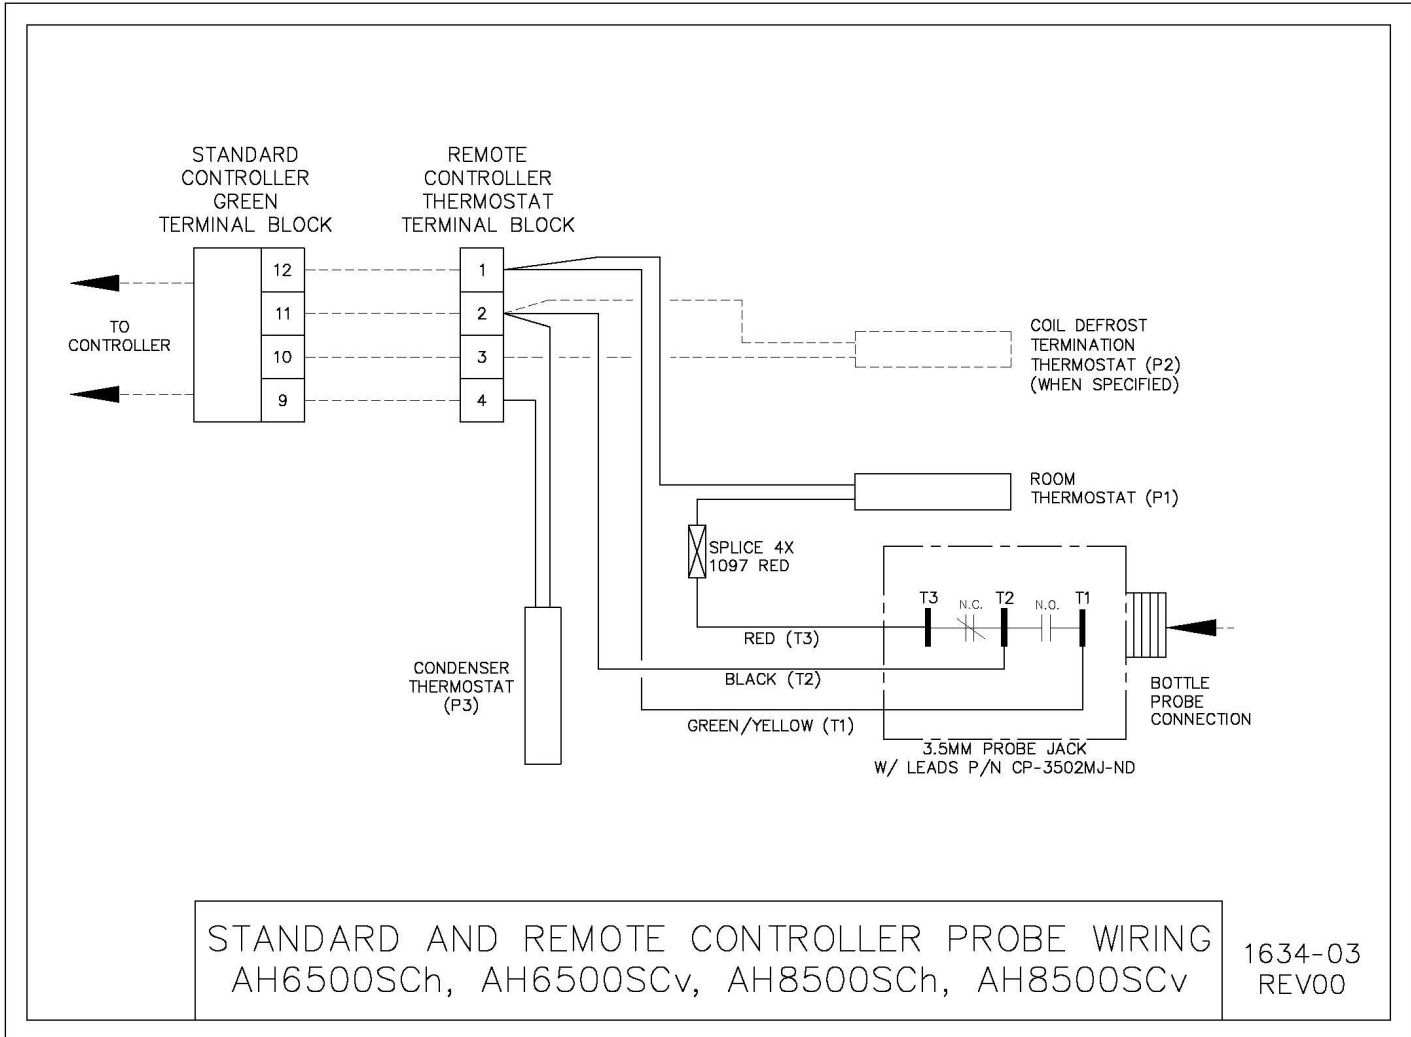 STANDARD
CONTROLLER
GREEN
TERMINAL BLOCK
REMOTE
CONTROLLER
THERMOSTAT
TERMINAL BLOCK
12
11
10
9
1
2
3
4
TO
CONTROLLER
COIL DEFROST
TERMINATION
THERMOSTAT (P2)
(WHEN SPECIFIED)
ROOM
THERMOSTAT (P1)
SPLICE 4X
1097 RED
T3
N.C.
T2
N.O.
T1
RED (T3)
BLACK (T2)
GREEN/YELLOW (T1)
CONDENSER
THERMOSTAT
(P3)
BOTTLE
PROBE
CONNECTION
3.5MM PROBE JACK
W/ LEADS P/N CP-3502MJ-ND
STANDARD AND REMOTE CONTROLLER PROBE WIRING
AH6500SCh, AH6500SCv, AH8500SCh, AH8500SCv
1634-03
REV00